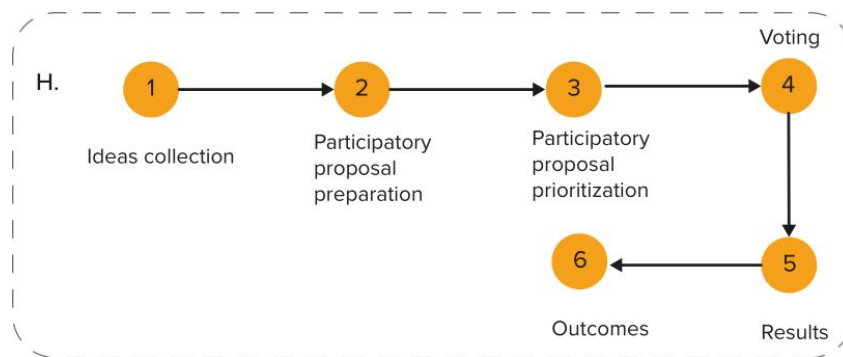 Voting
H.
1
2
3
4
Ideas collection
Participatory
proposal
preparation
Participatory
proposal
prioritization
6
5
Outcomes
Results